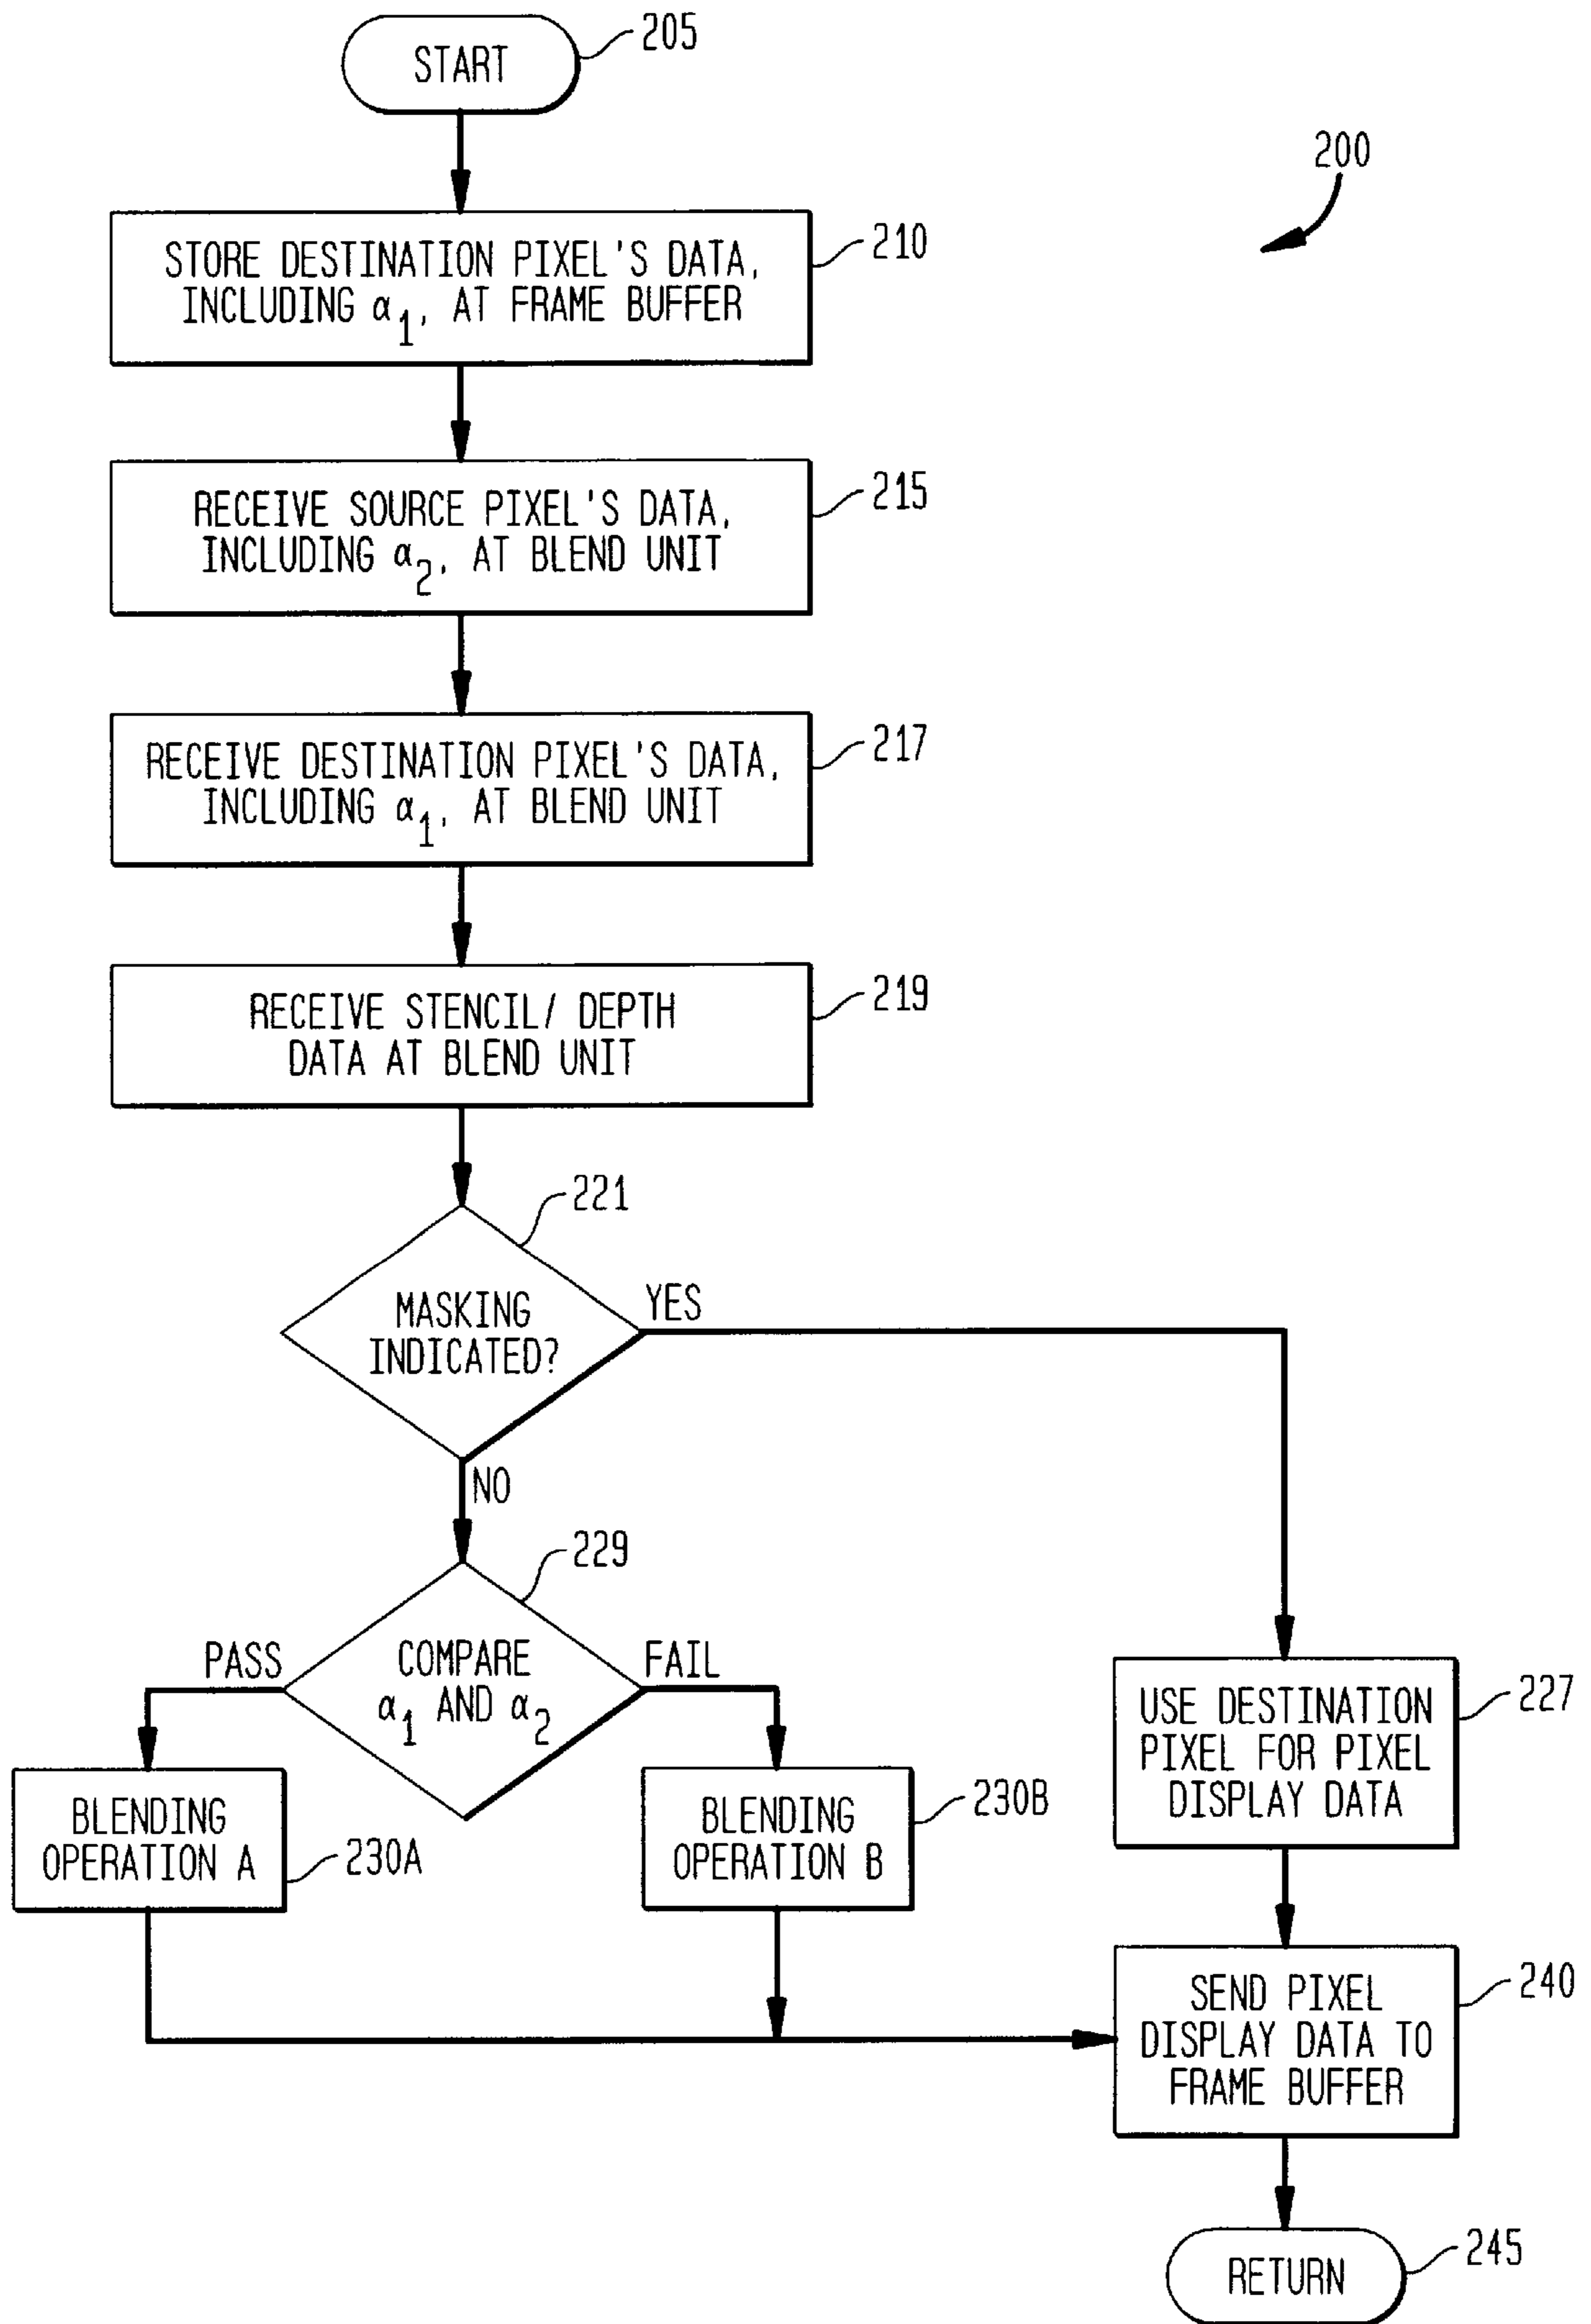 START
205
200
STORE DESTINATION PIXEL'S DATA,
INCLUDING α1, AT FRAME BUFFER
210
RECEIVE SOURCE PIXEL'S DATA,
INCLUDING α2, AT BLEND UNIT
215
RECEIVE DESTINATION PIXEL'S DATA,
INCLUDING α1, AT BLEND UNIT
217
RECEIVE STENCIL/ DEPTH
DATA AT BLEND UNIT
219
221
MASKING
INDICATED?
YES
NO
229
PASS
COMPARE
α1 AND α2
FAIL
BLENDING
OPERATION A
230A
BLENDING
OPERATION B
230B
USE DESTINATION
PIXEL FOR PIXEL
DISPLAY DATA
227
SEND PIXEL
DISPLAY DATA TO
FRAME BUFFER
240
RETURN
245